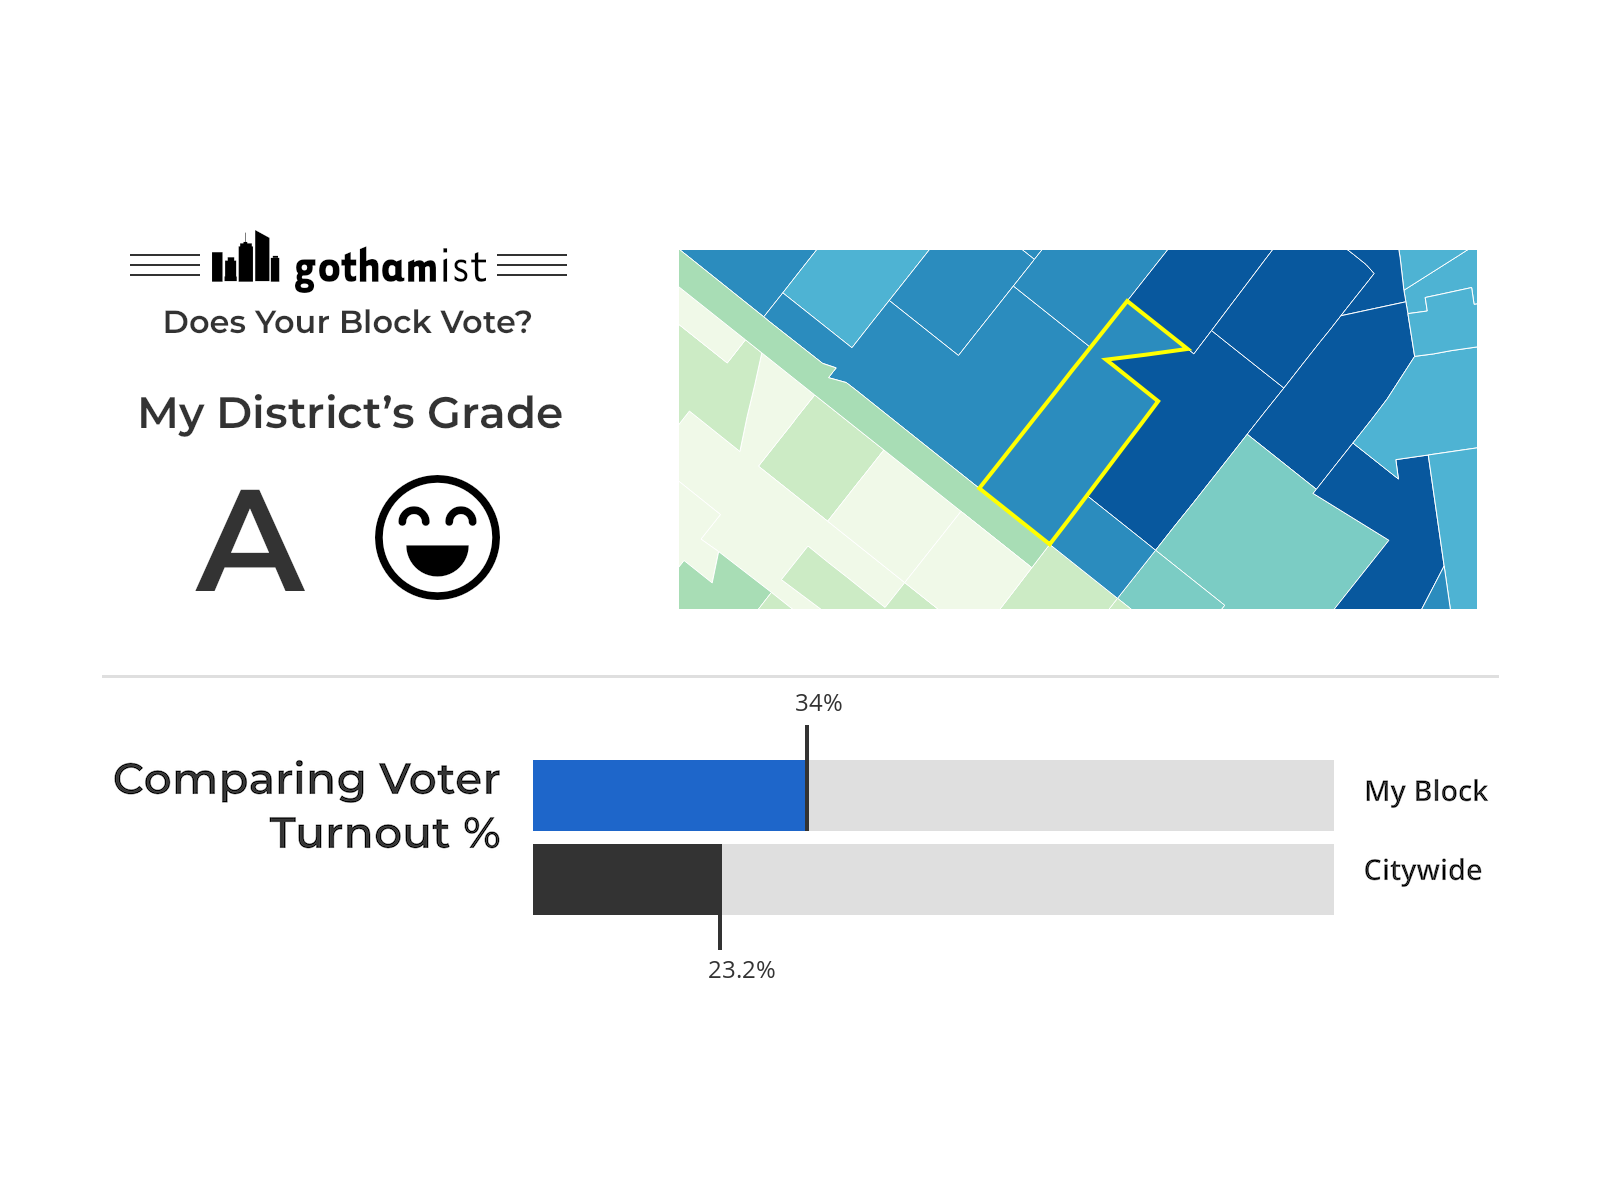 gothamist
Does Your Block Vote?
My District’s Grade
A
34%
Comparing Voter
Turnout %
My Block
Citywide
23.2%